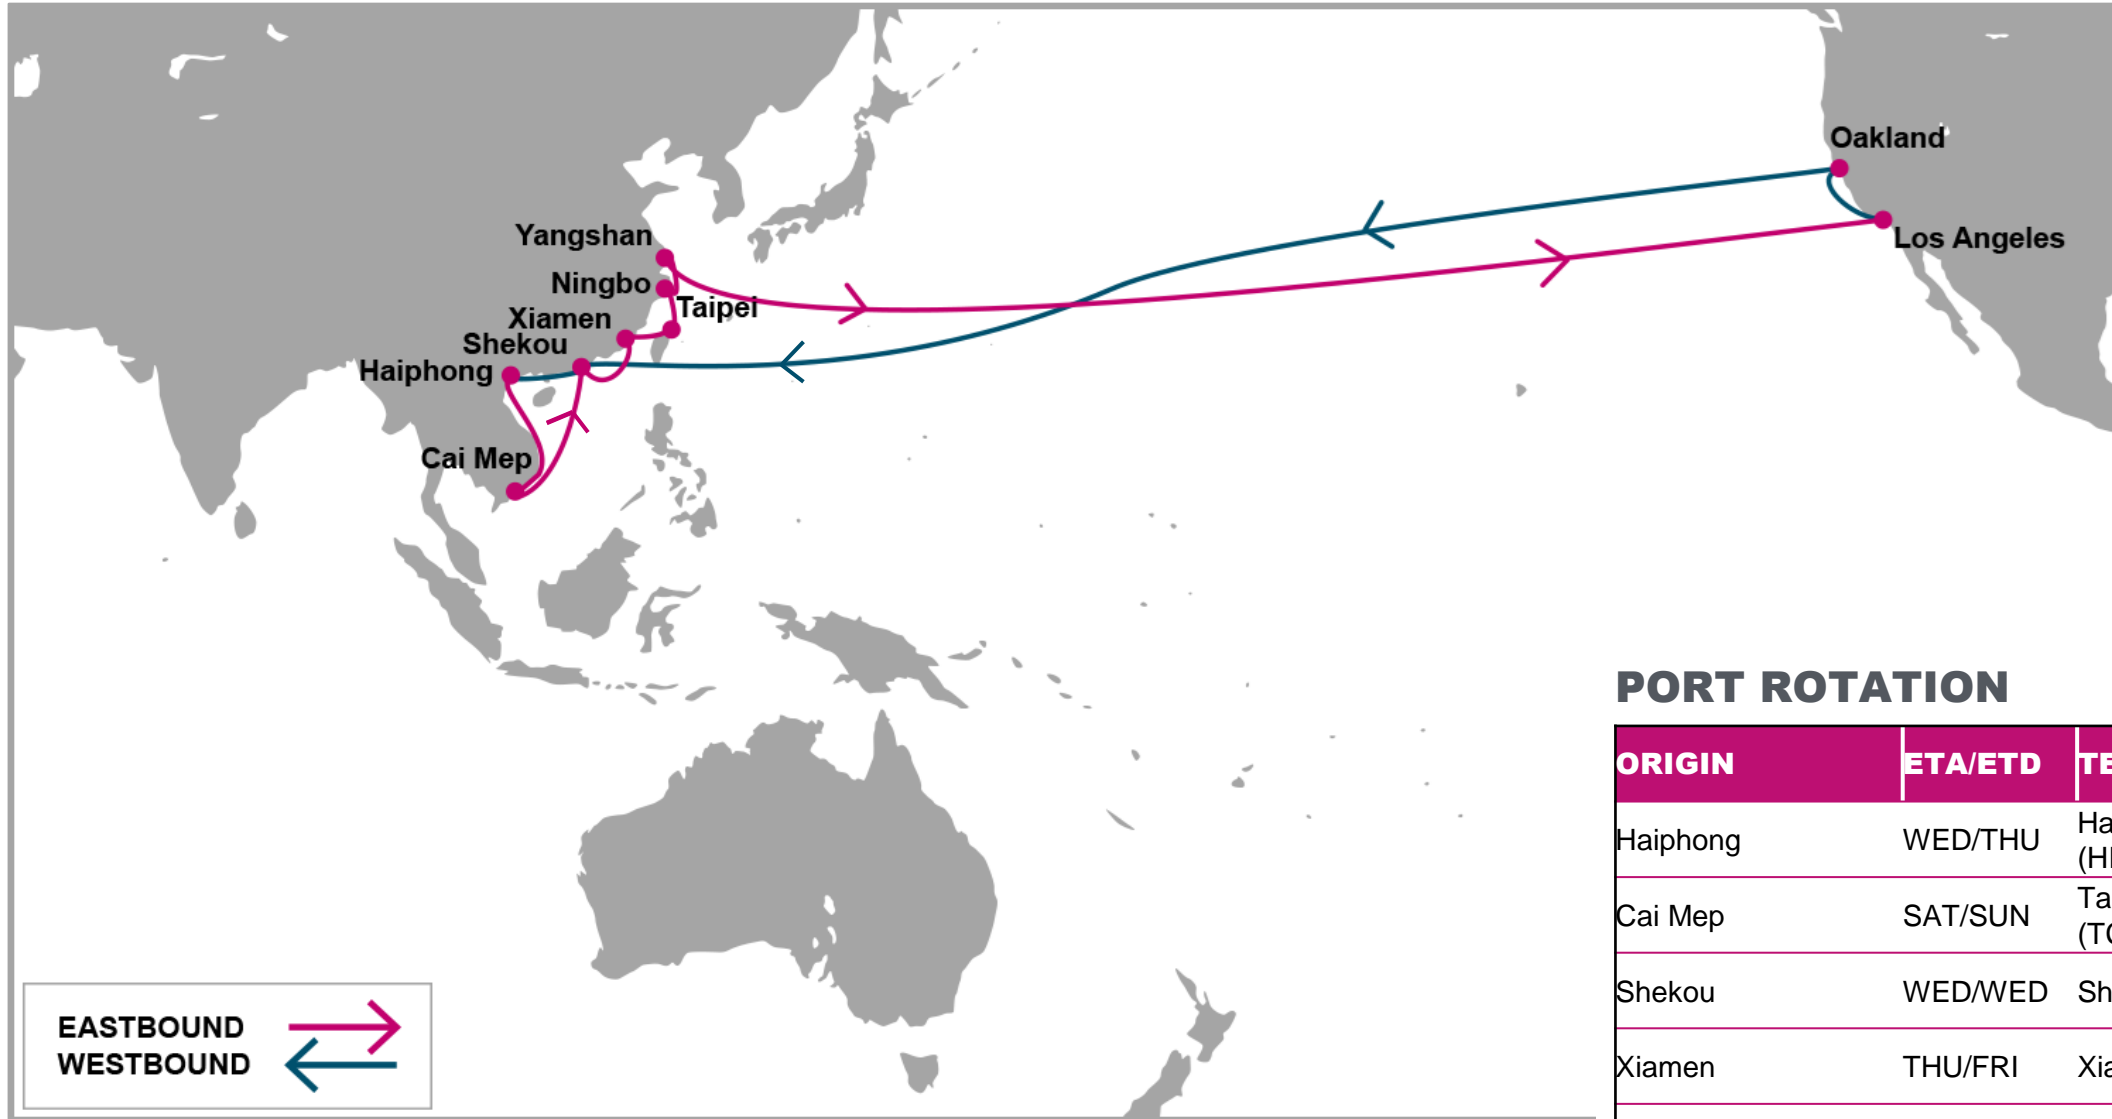 Oakland
Los Angeles
Yangshan
Ningbo
Taipei
Xiamen
Shekou
Haiphong
Cai Mep
EASTBOUND
WESTBOUND
PORT ROTATION
ORIGIN ETA/ETD
Haiphong WED/THU
Cai Mep SAT/SUN
Shekou WED/WED
Xiamen THU/FRI